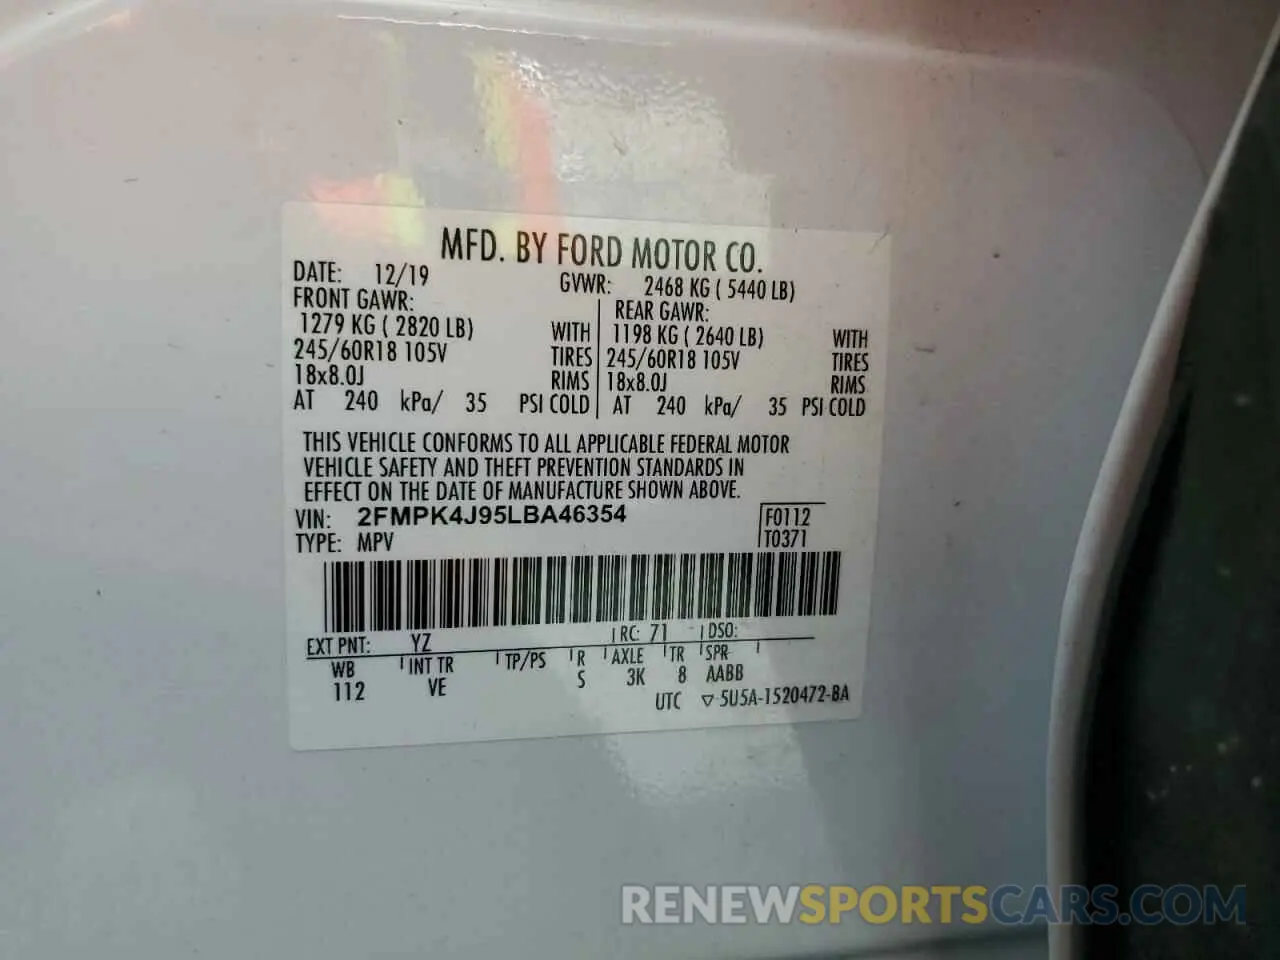 MFD. BY FORD MOTOR CO.
DATE: 12/19 GVWR: 2468 KG ( 5440 LB)
FRONT GAWR: REAR GAWR:
1279 KG ( 2820 LB) WITH 1198 KG ( 2640 LB) WITH
245/60R18 105V TIRES 245/60R18 105V TIRES
18x8.0J RIMS 18x8.0J RIMS
AT 240 kPa/ 35 PSI COLD AT 240 kPa/ 35 PSI COLD
THIS VEHICLE CONFORMS TO ALL APPLICABLE FEDERAL MOTOR
VEHICLE SAFETY AND THEFT PREVENTION STANDARDS IN
EFFECT ON THE DATE OF MANUFACTURE SHOWN ABOVE.
VIN: 2FMPK4J95LBA46354 F0112
TYPE: MPV T0371
EXT PNT: YZ RC: 71 DSO:
WB INT TR TP/PS R AXLE TR SPR
112 VE S 3K 8 AABB
UTC ▽ 5U5A-1520472-BA
RENEWSPORTSCARS.COM